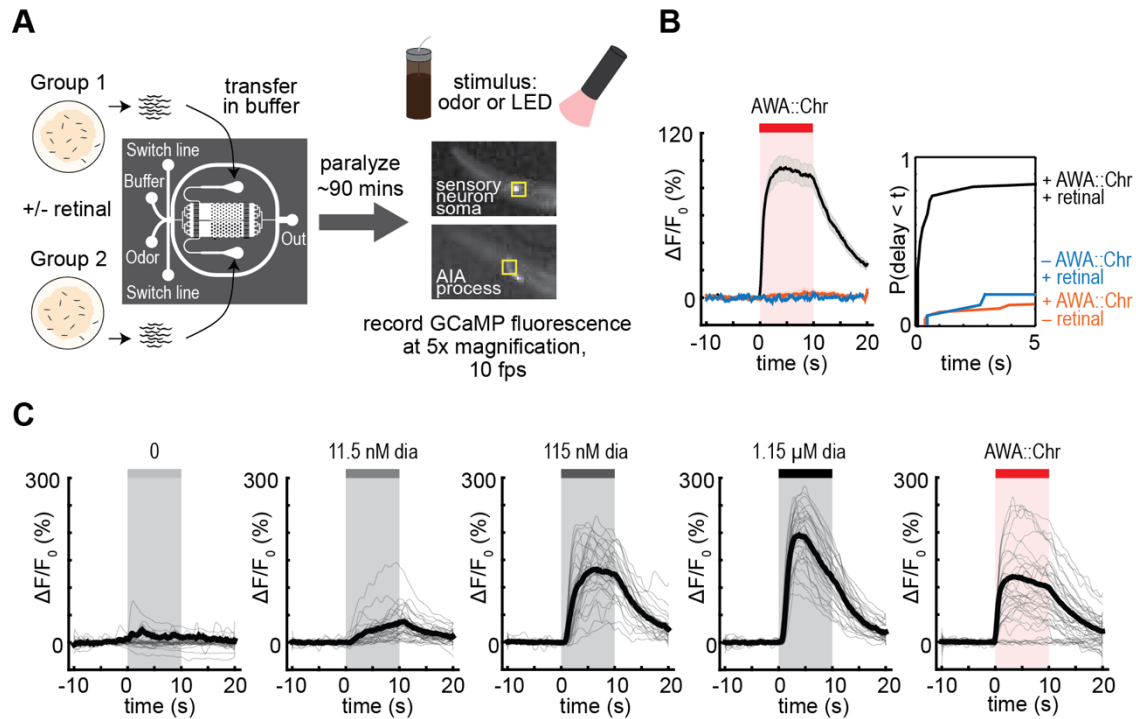 A
Group 1
transfer
in buffer
Switch line
Buffer
+/- retinal
Odor
Out
Group 2
Switch line
paralyze
~90 mins
stimulus:
odor or LED
sensory
neuron
soma
AIA
process
record GCaMP fluorescence
at 5x magnification,
10 fps
B
AWA::Chr
120
ΔF/F0 (%)
0
-10 0 10 20
time (s)
1
P(delay < t)
0
0 5
time (s)
+ AWA::Chr
+ retinal
– AWA::Chr
+ retinal
+ AWA::Chr
– retinal
C
0
300
ΔF/F0 (%)
0
-10 0 10 20
time (s)
11.5 nM dia
300
ΔF/F0 (%)
0
-10 0 10 20
time (s)
115 nM dia
300
ΔF/F0 (%)
0
-10 0 10 20
time (s)
1.15 µM dia
300
ΔF/F0 (%)
0
-10 0 10 20
time (s)
AWA::Chr
300
ΔF/F0 (%)
0
-10 0 10 20
time (s)